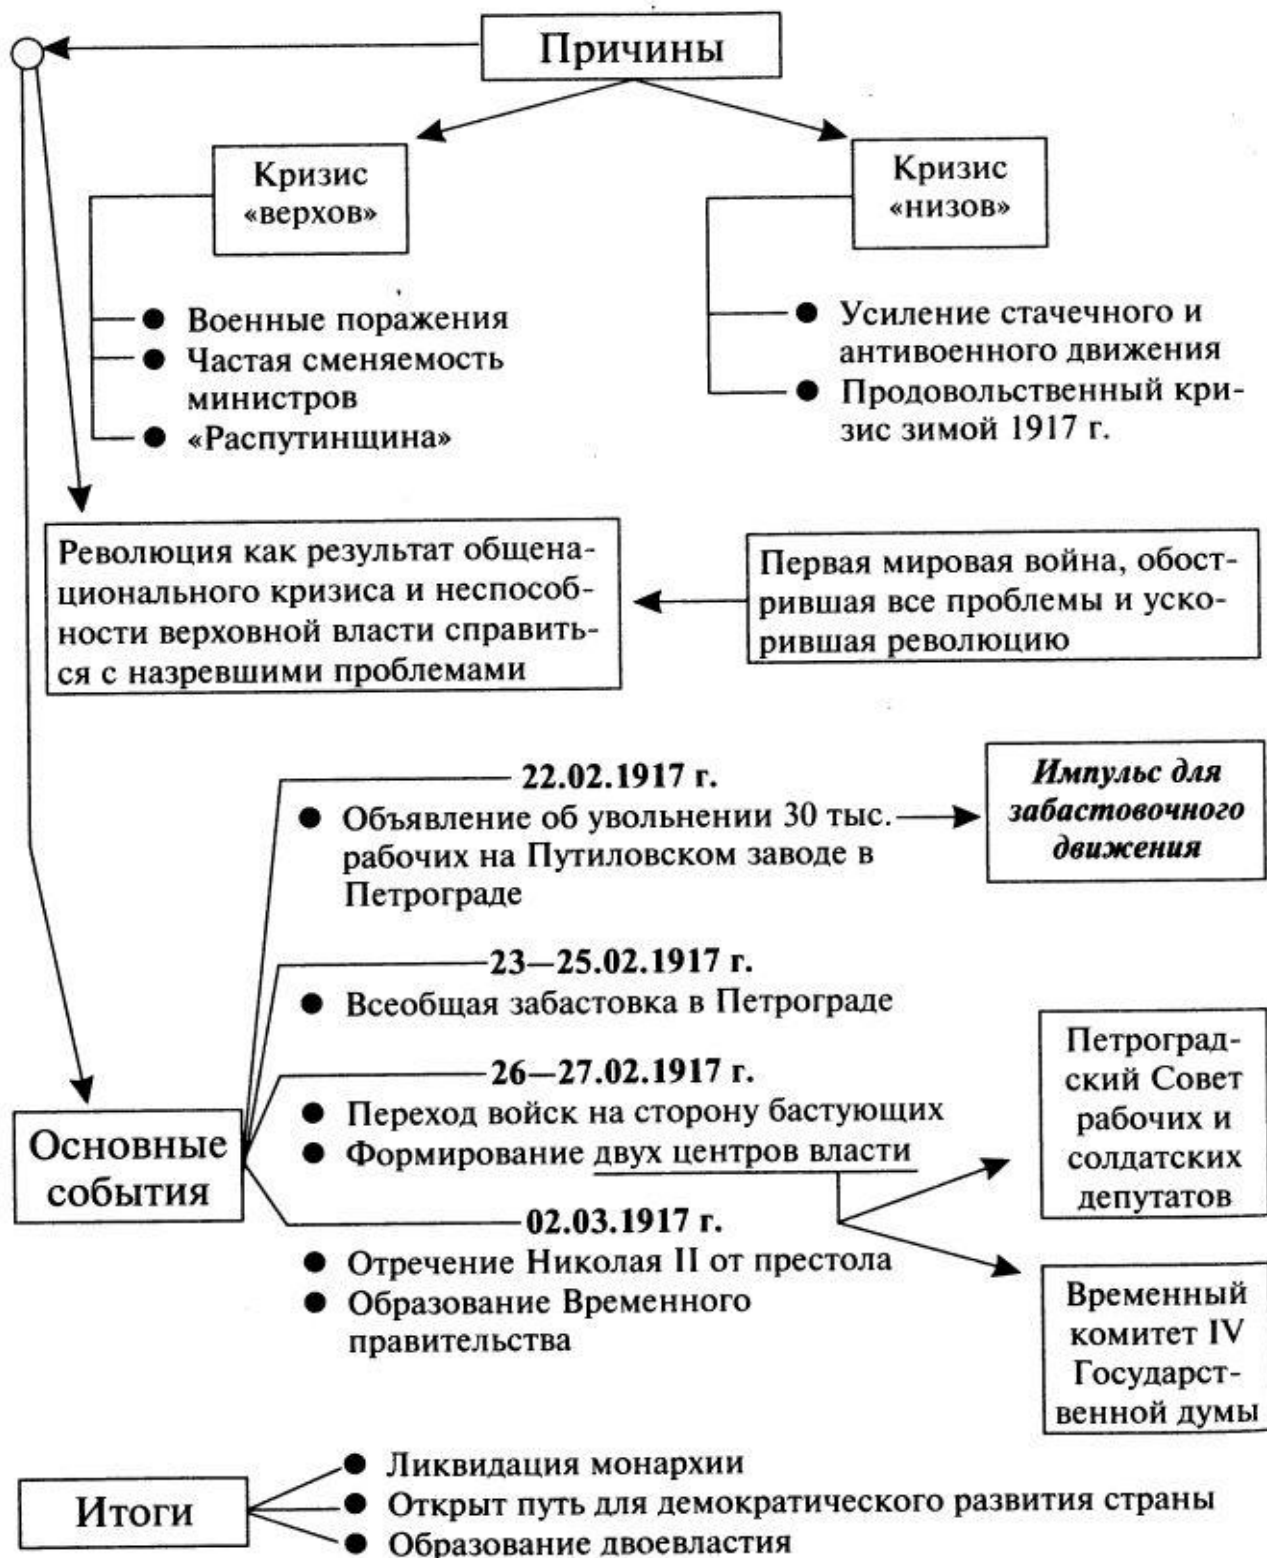 Причины
Кризис
«верхов»
Кризис
«низов»
● Военные поражения
● Частая сменяемость
министров
● «Распутинщина»
● Усиление стачечного и
антивоенного движения
● Продовольственный кри-
зис зимой 1917 г.
Революция как результат общена-
ционального кризиса и неспособ-
ности верховной власти справить-
ся с назревшими проблемами
Первая мировая война, обост-
рившая все проблемы и уско-
рившая революцию
22.02.1917 г.
● Объявление об увольнении 30 тыс.
рабочих на Путиловском заводе в
Петрограде
Импульс для
забастовочного
движения
23—25.02.1917 г.
● Всеобщая забастовка в Петрограде
26—27.02.1917 г.
● Переход войск на сторону бастующих
● Формирование двух центров власти
Петроград-
ский Совет
рабочих и
солдатских
депутатов
Основные
события
02.03.1917 г.
● Отречение Николая II от престола
● Образование Временного
правительства
Временный
комитет IV
Государст-
венной думы
Итоги
● Ликвидация монархии
● Открыт путь для демократического развития страны
● Образование двоевластия